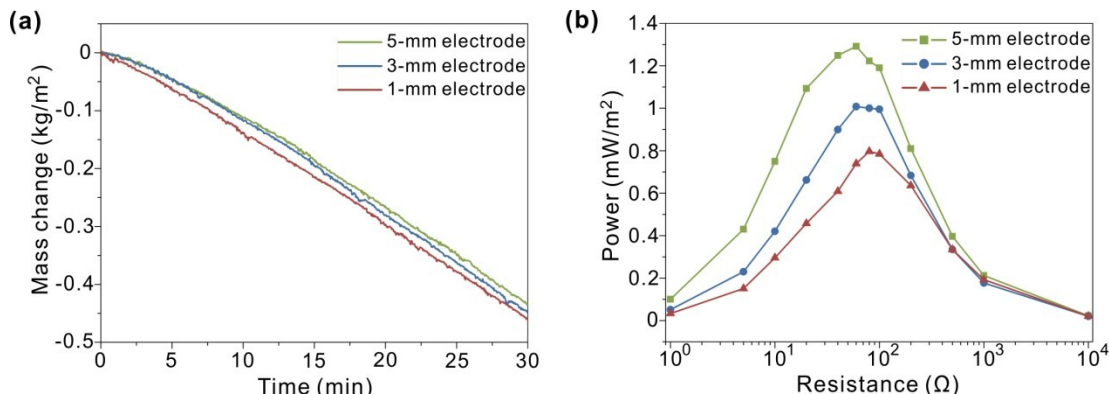 (a)
5-mm electrode
3-mm electrode
1-mm electrode
0
-0.1
-0.2
-0.3
-0.4
-0.5
Mass change (kg/m²)
0 5 10 15 20 25 30
Time (min)
(b)
5-mm electrode
3-mm electrode
1-mm electrode
1.4
1.2
1
0.8
0.6
0.4
0.2
0
Power (mW/m²)
10⁰ 10¹ 10² 10³ 10⁴
Resistance (Ω)